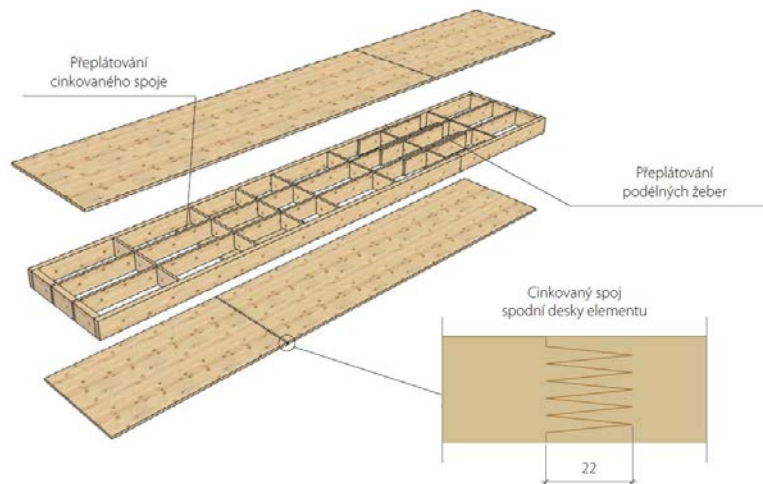 Přeplátování
cinkovaného spoje
Přeplátování
podélných žeber
Cinkovaný spoj
spodní desky elementu
22